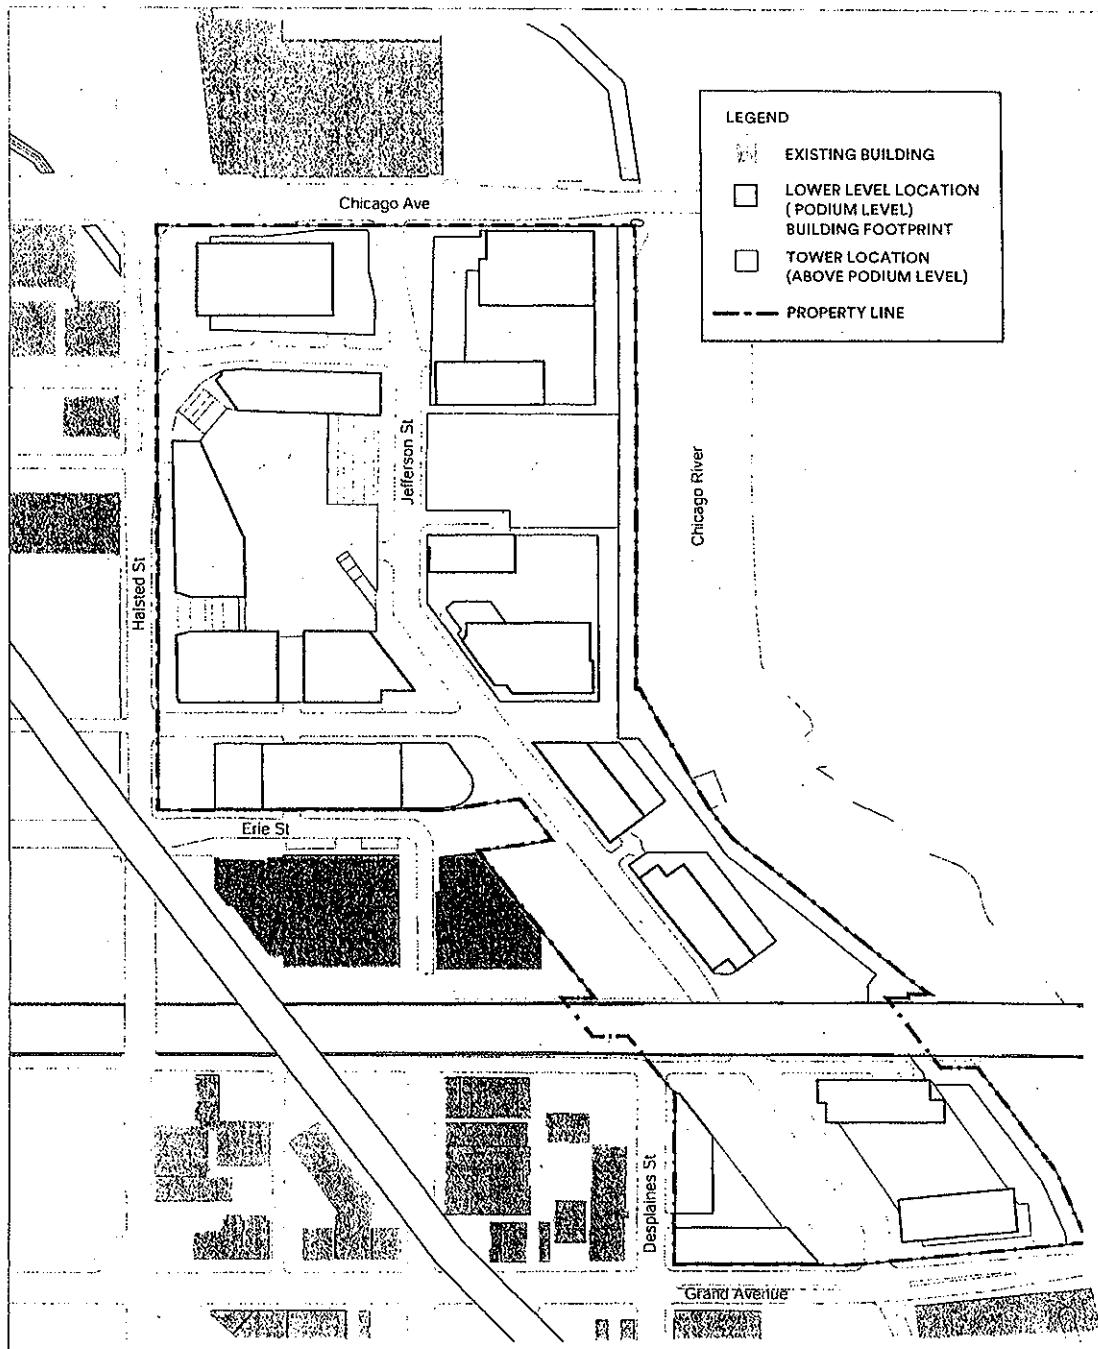 LEGEND
EXISTING BUILDING
LOWER LEVEL LOCATION
( PODIUM LEVEL)
BUILDING FOOTPRINT
TOWER LOCATION
(ABOVE PODIUM LEVEL)
PROPERTY LINE
Chicago Ave
Jefferson St
Chicago River
Halsted St
Erie St
Desplaines St
Grand Avenue